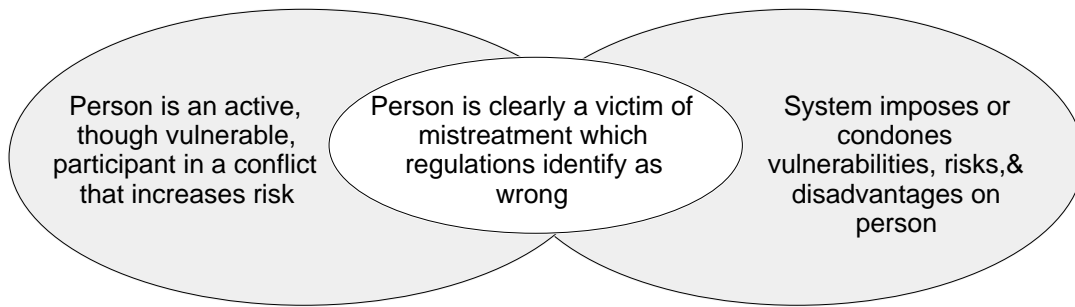 Person is an active,
though vulnerable,
participant in a conflict
that increases risk
Person is clearly a victim of
mistreatment which
regulations identify as
wrong
System imposes or
condones
vulnerabilities, risks,&
disadvantages on
person